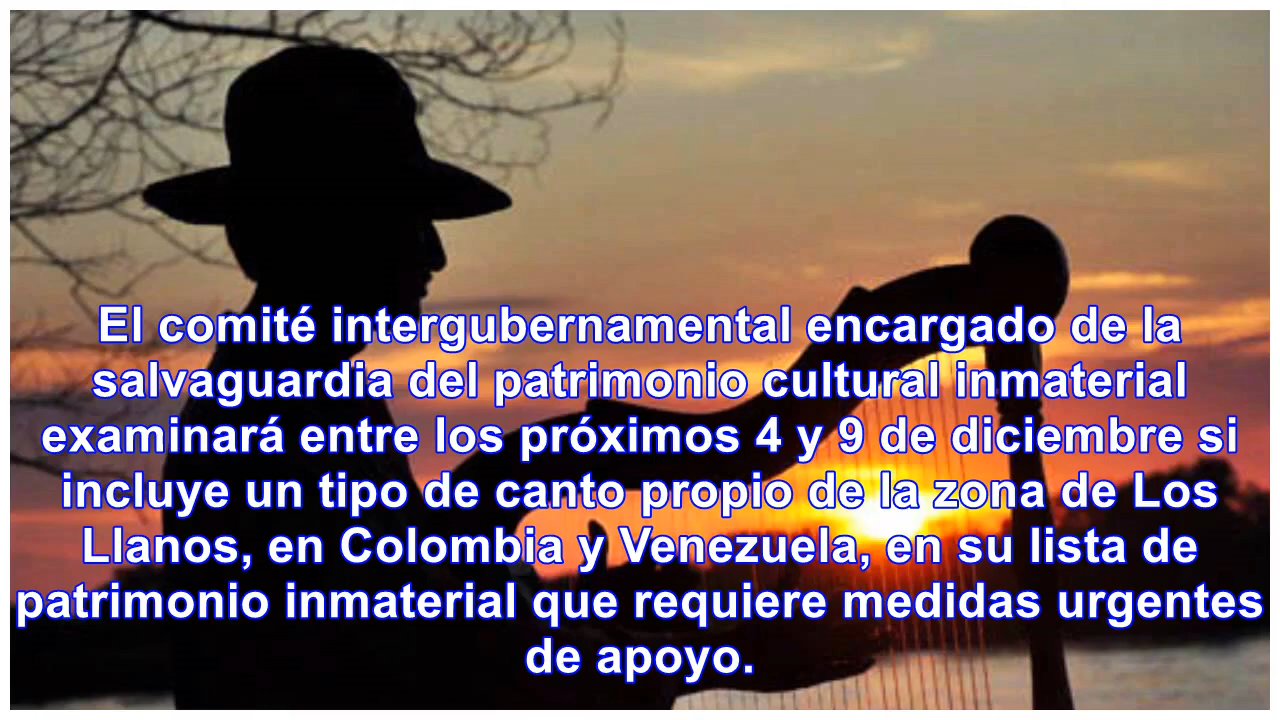 El comité intergubernamental encargado de la
salvaguardia del patrimonio cultural inmaterial
examinará entre los próximos 4 y 9 de diciembre si
incluye un tipo de canto propio de la zona de Los
Llanos, en Colombia y Venezuela, en su lista de
patrimonio inmaterial que requiere medidas urgentes
de apoyo.